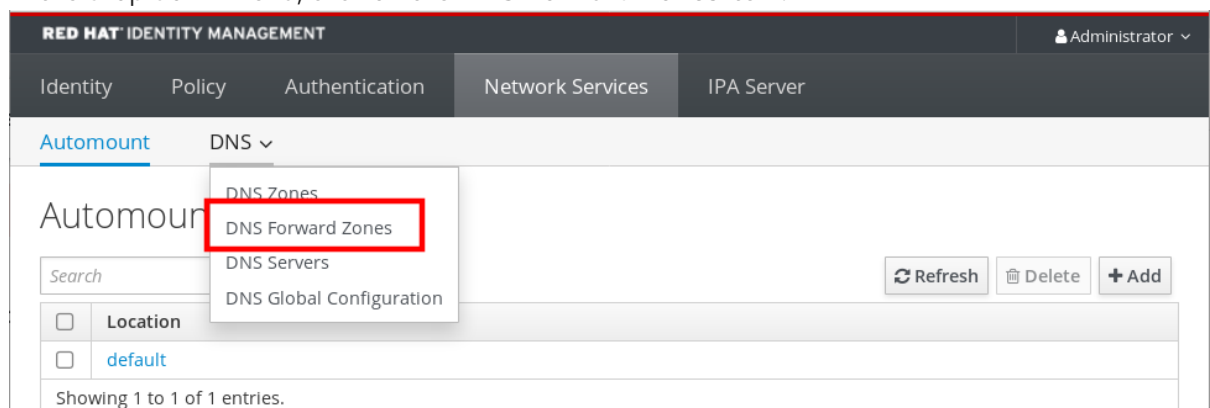 RED HAT IDENTITY MANAGEMENT Administrator
Identity Policy Authentication Network Services IPA Server
Automount DNS
DNS Zones
Automoun
DNS Forward Zones
Search
DNS Servers
Refresh Delete Add
DNS Global Configuration
Location
default
Showing 1 to 1 of 1 entries.